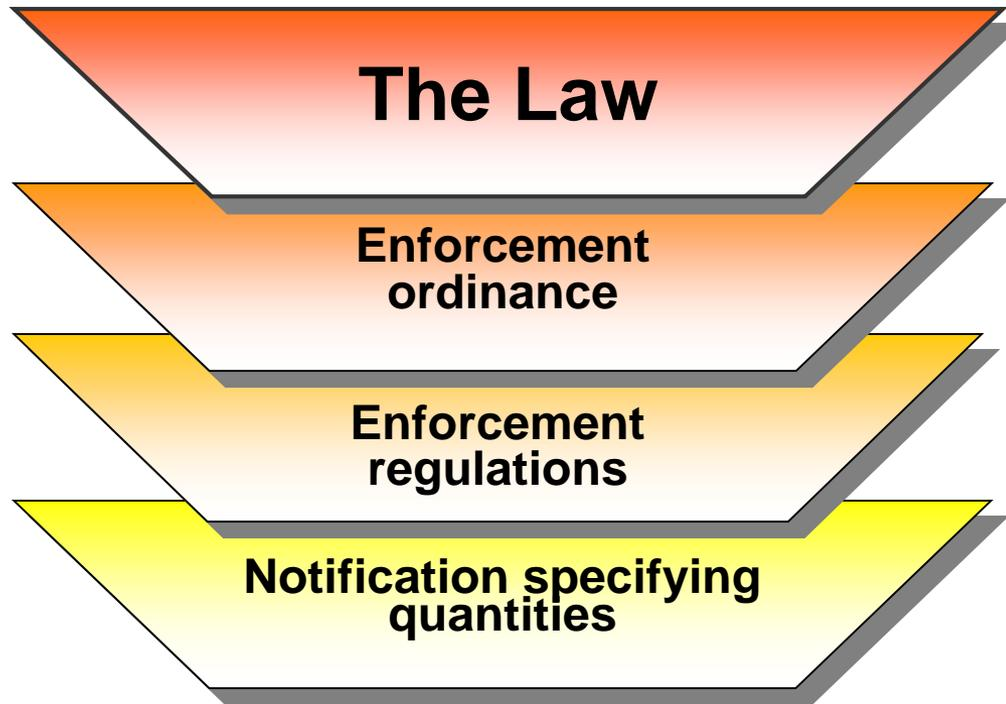 The Law
Enforcement
ordinance
Enforcement
regulations
Notification specifying
quantities